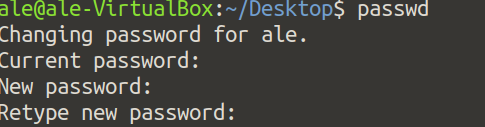 ale@ale-VirtualBox:~/Desktop$ passwd
Changing password for ale.
Current password:
New password:
Retype new password: